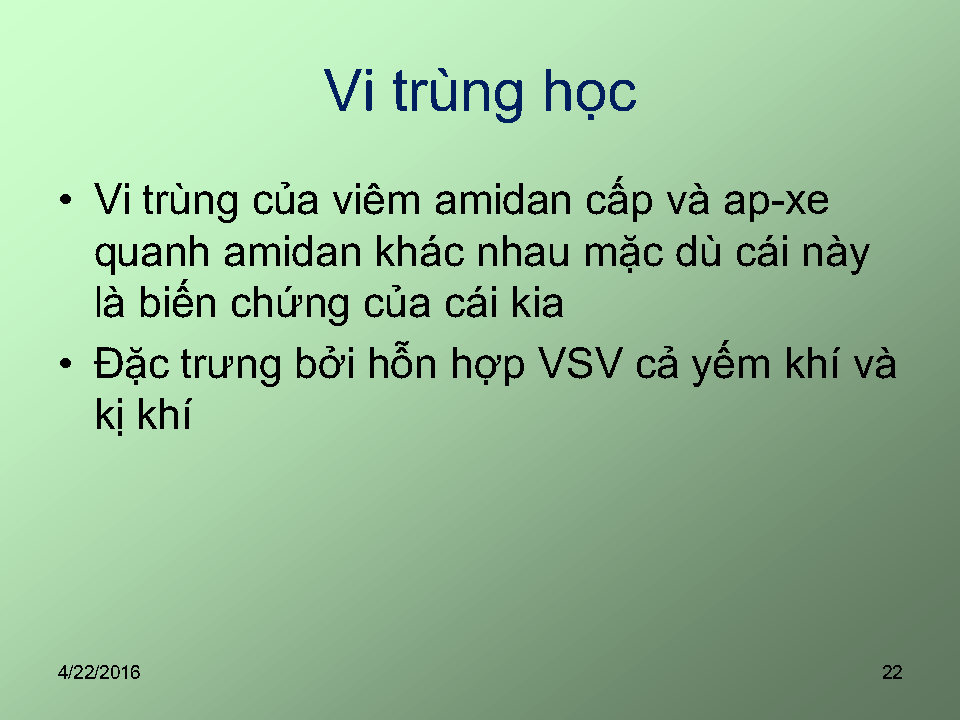 Vi trùng học
• Vi trùng của viêm amidan cấp và ap-xe
quanh amidan khác nhau mặc dù cái này
là biến chứng của cái kia
• Đặc trưng bởi hỗn hợp VSV cả yếm khí và
kị khí
4/22/2016 22